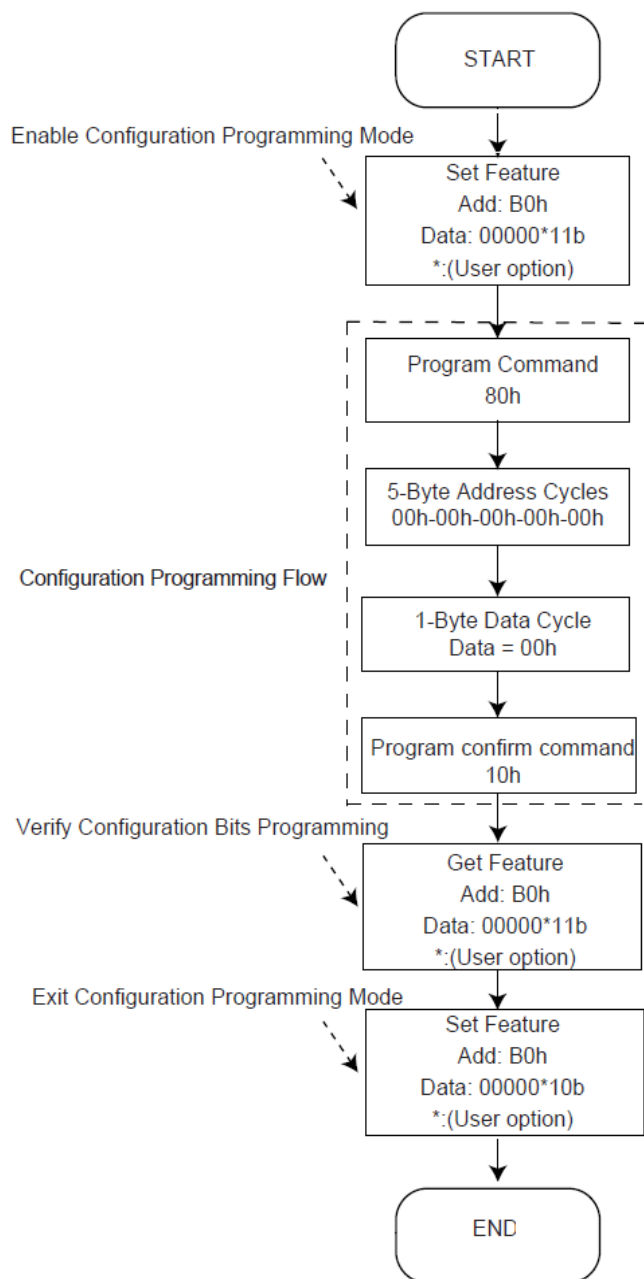 START
Enable Configuration Programming Mode
Set Feature
Add: B0h
Data: 00000*11b
*:(User option)
Program Command
80h
5-Byte Address Cycles
00h-00h-00h-00h-00h
Configuration Programming Flow
1-Byte Data Cycle
Data = 00h
Program confirm command
10h
Verify Configuration Bits Programming
Get Feature
Add: B0h
Data: 00000*11b
*:(User option)
Exit Configuration Programming Mode
Set Feature
Add: B0h
Data: 00000*10b
*:(User option)
END